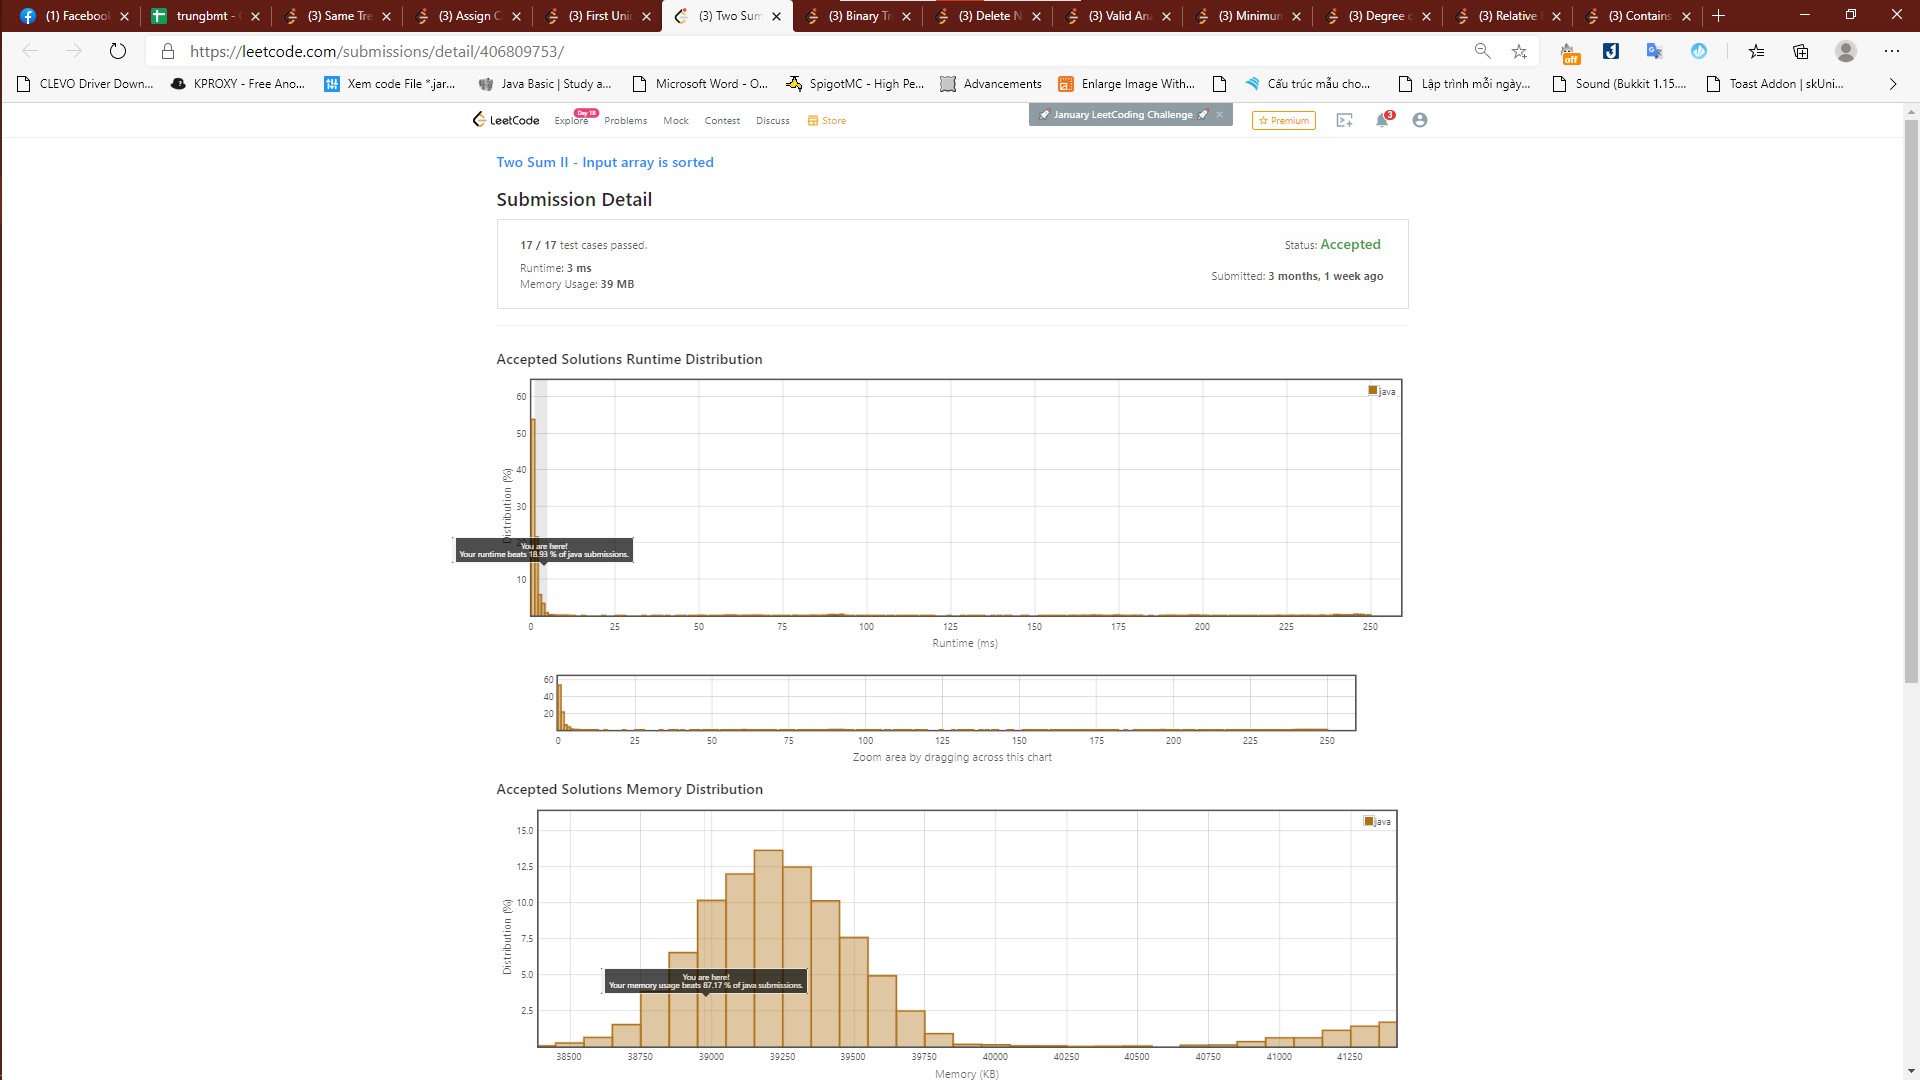 (1) Facebook
trungbmt -
(3) Same Tre
(3) Assign C
(3) First Uni
(3) Two Sum
(3) Binary Tr
(3) Delete N
(3) Valid Ana
(3) Minimum
(3) Degree o
(3) Relative
(3) Contains
https://leetcode.com/submissions/detail/406809753/
off
CLEVO Driver Down...
KPROXY - Free Ano...
Xem code File *.jar...
Java Basic | Study a...
Microsoft Word - O...
SpigotMC - High Pe...
Advancements
Enlarge Image With...
Cấu trúc mẫu cho...
Lập trình mỗi ngày...
Sound (Bukkit 1.15....
Toast Addon | skUni...
LeetCode
Explore
Day 18
Problems
Mock
Contest
Discuss
Store
January LeetCoding Challenge
Premium
3
Two Sum II - Input array is sorted
Submission Detail
17 / 17 test cases passed.
Status: Accepted
Runtime: 3 ms
Submitted: 3 months, 1 week ago
Memory Usage: 39 MB
Accepted Solutions Runtime Distribution
java
60
50
40
30
10
Distribution (%)
You are here!
Your runtime beats 18.93 % of java submissions.
0 25 50 75 100 125 150 175 200 225 250
Runtime (ms)
60
40
20
0 25 50 75 100 125 150 175 200 225 250
Zoom area by dragging across this chart
Accepted Solutions Memory Distribution
java
15.0
12.5
10.0
7.5
5.0
2.5
Distribution (%)
You are here!
Your memory usage beats 87.17 % of java submissions.
38500 38750 39000 39250 39500 39750 40000 40250 40500 40750 41000 41250
Memory (KB)